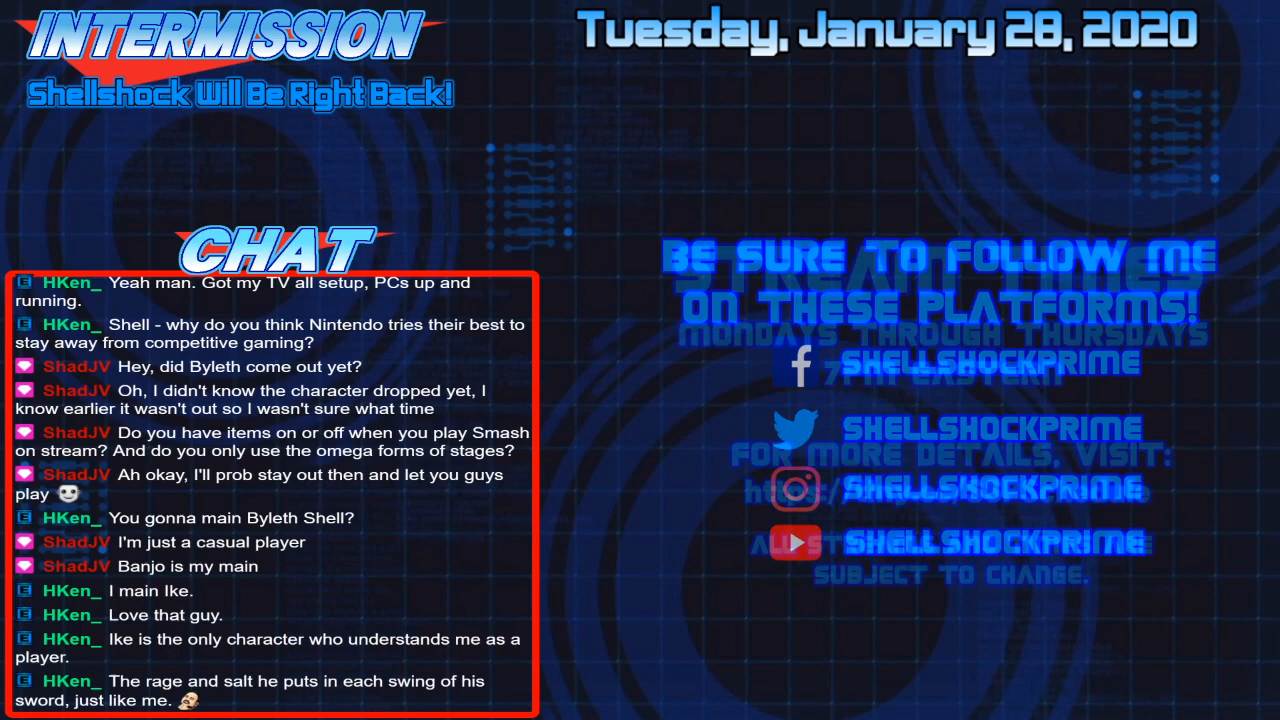 INTERMISSION
Shellshock Will Be Right Back!
Tuesday, January 28, 2020
CHAT
HKen_ Yeah man. Got my TV all setup, PCs up and
running.
HKen_ Shell - why do you think Nintendo tries their best to
stay away from competitive gaming?
ShadJV Hey, did Byleth come out yet?
ShadJV Oh, I didn't know the character dropped yet, I
know earlier it wasn't out so I wasn't sure what time
ShadJV Do you have items on or off when you play Smash
on stream? And do you only use the omega forms of stages?
ShadJV Ah okay, I'll prob stay out then and let you guys
play
HKen_ You gonna main Byleth Shell?
ShadJV I'm just a casual player
ShadJV Banjo is my main
HKen_ I main Ike.
HKen_ Love that guy.
HKen_ Ike is the only character who understands me as a
player.
HKen_ The rage and salt he puts in each swing of his
sword, just like me.
BE SURE TO FOLLOW ME
STREAM TIMES
ON THESE PLATFORMS!
MONDAYS THROUGH THURSDAYS
SHELLSHOCKPRIME
7PM EASTERN
SHELLSHOCKPRIME
FOR MORE DETAILS, VISIT:
SHELLSHOCKPRIME
SHELLSHOCKPRIME
SUBJECT TO CHANGE.